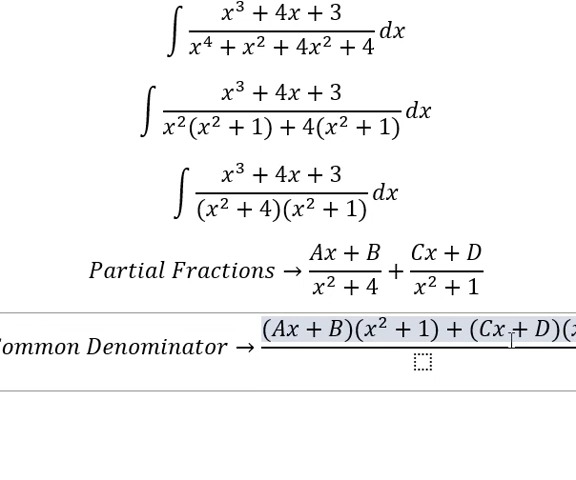 ∫ (x³ + 4x + 3)/(x⁴ + x² + 4x² + 4) dx
∫ (x³ + 4x + 3)/(x²(x² + 1) + 4(x² + 1)) dx
∫ (x³ + 4x + 3)/((x² + 4)(x² + 1)) dx
Partial Fractions → (Ax + B)/(x² + 4) + (Cx + D)/(x² + 1)
ommon Denominator → (Ax + B)(x² + 1) + (Cx + D)(x